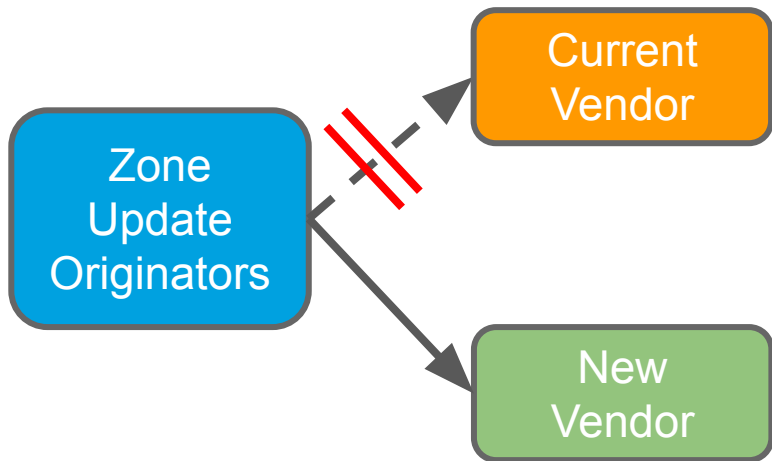 Current
Vendor
Zone
Update
Originators
New
Vendor